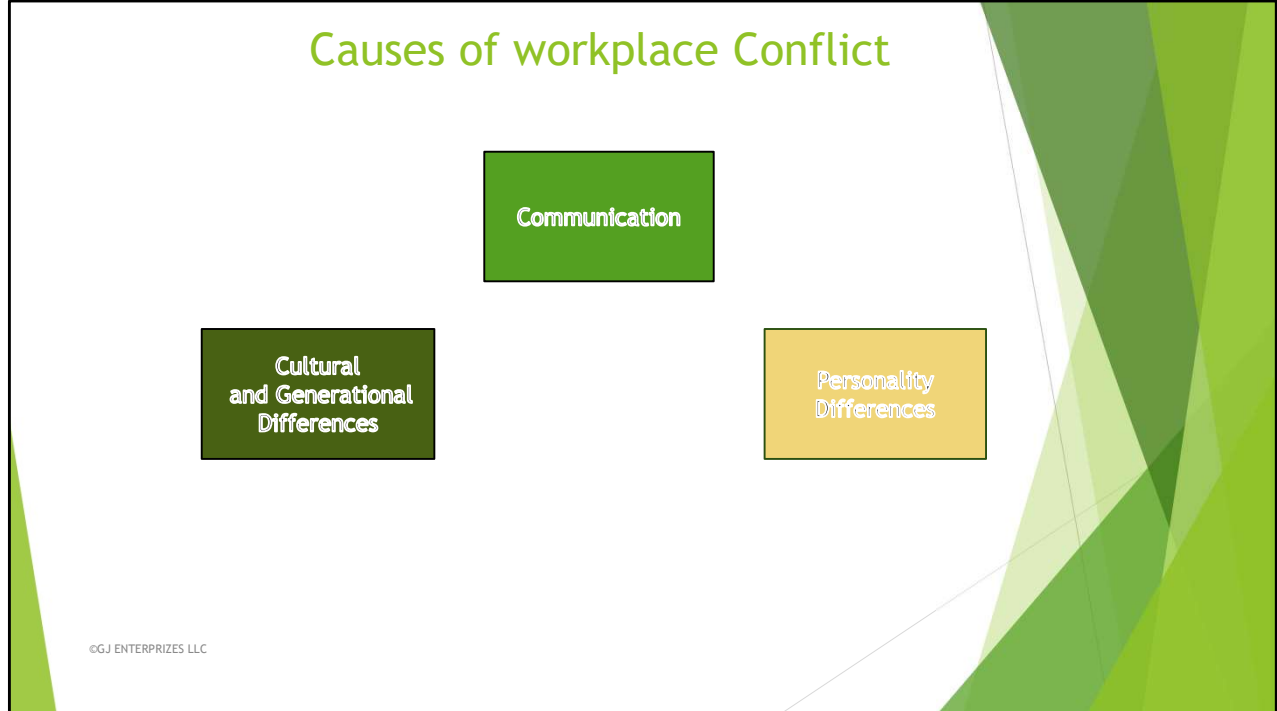 Causes of workplace Conflict
Communication
Cultural
and Generational
Differences
Personality
Differences
©GJ ENTERPRIZES LLC